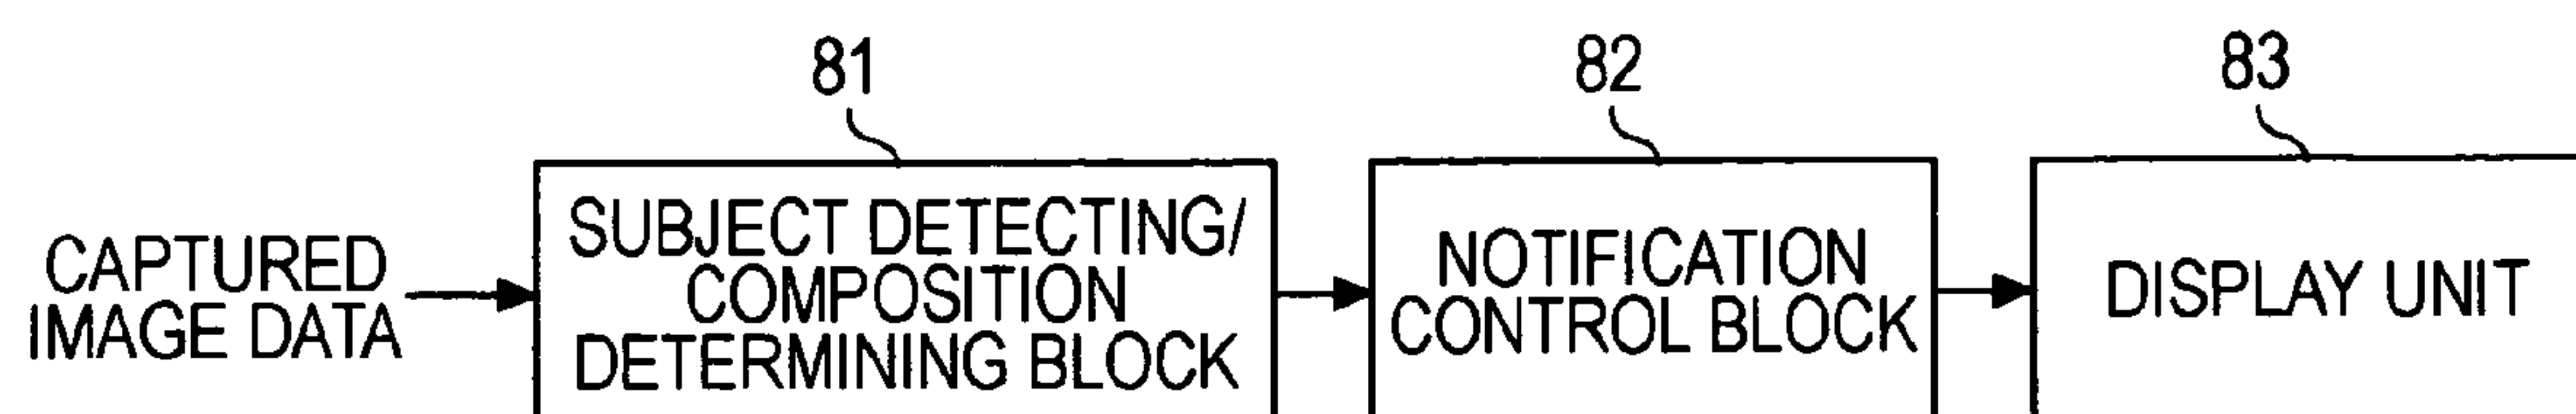 81
82
83
CAPTURED
IMAGE DATA
SUBJECT DETECTING/
COMPOSITION
DETERMINING BLOCK
NOTIFICATION
CONTROL BLOCK
DISPLAY UNIT